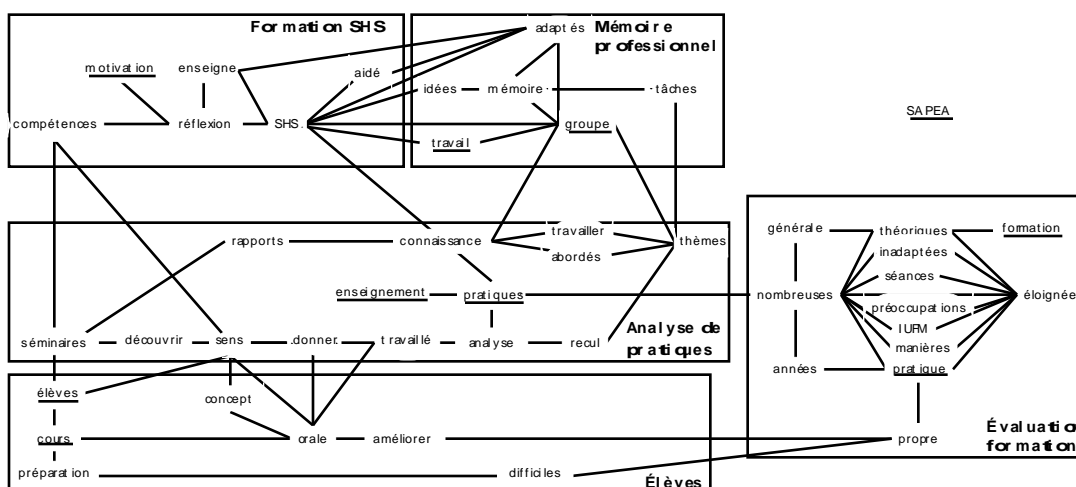 Formation SHS
Mémoire
professionnel
adaptés
motivation
enseigne
aidé
idées
mémoire
tâches
compétences
réflexion
SHS.
travail
groupe
SAPEA
rapports
connaissance
travailler
abordés
thèmes
enseignement
pratiques
séminaires
découvrir
sens
.donner.
travaillé
analyse
recul
Analyse de
pratiques
générale
théoriques
formation
inadaptées
séances
nombreuses
préoccupations
éloignée
IUFM
manières
années
pratique
propre
Évaluation
formation
élèves
concept
cours
orale
améliorer
préparation
difficiles
Élèves